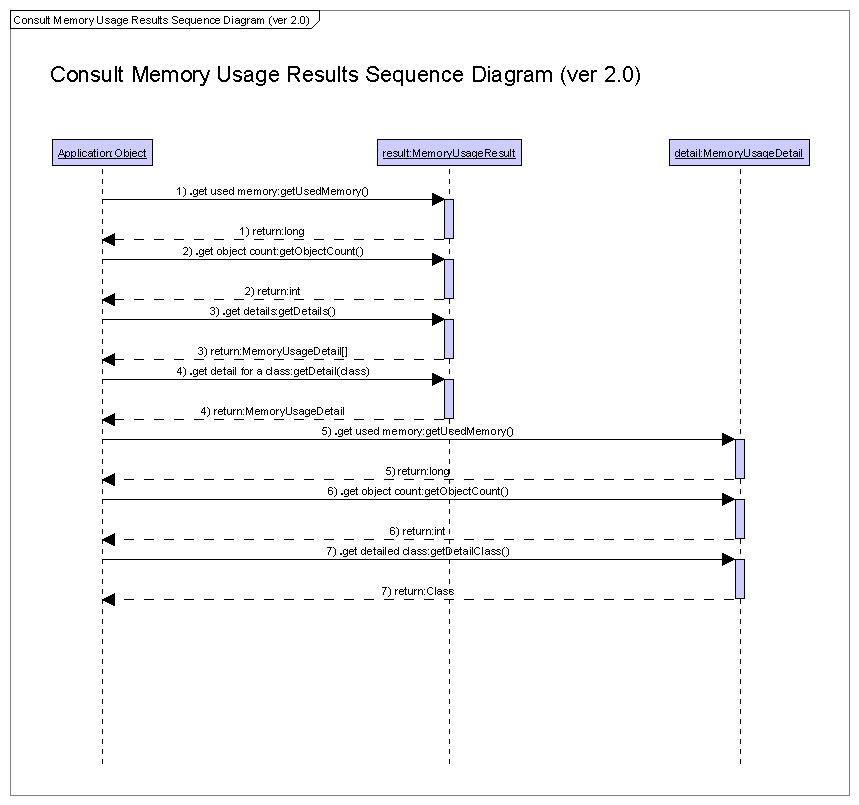 Consult Memory Usage Results Sequence Diagram (ver 2.0)
Consult Memory Usage Results Sequence Diagram (ver 2.0)
Application:Object
result:MemoryUsageResult
detail:MemoryUsageDetail
1) .get used memory:getUsedMemory()
1) return:long
2) .get object count:getObjectCount()
2) return:int
3) .get details:getDetails()
3) return:MemoryUsageDetail[]
4) .get detail for a class:getDetail(class)
4) return:MemoryUsageDetail
5) .get used memory:getUsedMemory()
5) return:long
6) .get object count:getObjectCount()
6) return:int
7) .get detailed class:getDetailClass()
7) return:Class